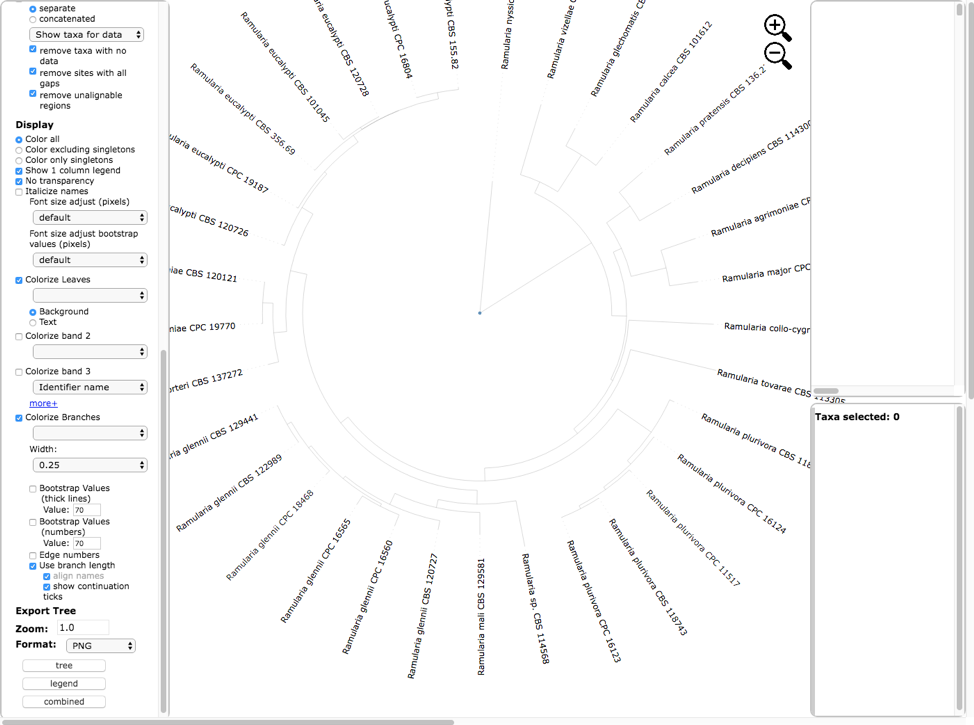 separate
concatenated
Show taxa for data
remove taxa with no
data
remove sites with all
gaps
remove unalignable
regions
Display
Color all
Color excluding singletons
Color only singletons
Show 1 column legend
No transparency
Italicize names
Font size adjust (pixels)
default
Font size adjust bootstrap
values (pixels)
default
Colorize Leaves
Background
Text
Colorize band 2
Colorize band 3
Identifier name
more+
Colorize Branches
Width:
0.25
Bootstrap Values
(thick lines)
Value: 70
Bootstrap Values
(numbers)
Value: 70
Edge numbers
Use branch length
align names
show continuation
ticks
Export Tree
Zoom: 1.0
Format: PNG
tree
legend
combined
Ramularia nyssic
Ramularia vizellae c
Ramularia glechomatis CBS
Ramularia calcea CBS 101612
Ramularia pratensis CBS 136.2
Ramularia decipiens CBS 114300
Ramularia agrimoniae CP
Ramularia major CPC
Ramularia collo-cygn
Ramularia tovarae CBS
113305
Ramularia plurivora CBS 118
Ramularia plurivora CPC 16124
Ramularia plurivora CPC 11517
Ramularia plurivora CBS 118743
Ramularia plurivora CPC 16123
Ramularia sp. CBS 114568
Ramularia mali CBS 129581
Ramularia glennii CBS 120727
Ramularia glennii CPC 16560
Ramularia glennii CPC 16565
Ramularia glennii CPC 18468
Ramularia glennii CBS 122989
ria glennii CBS 129441
orteri CBS 137272
niae CPC 19770
iae CBS 120121
calypti CBS 120726
ularia eucalypti CPC 19187
Ramularia eucalypti CBS 356.69
Ramularia eucalypti CBS 101045
ia eucalypti CBS 120728
eucalypti CPC 16804
ypti CBS 155.82
Taxa selected: 0